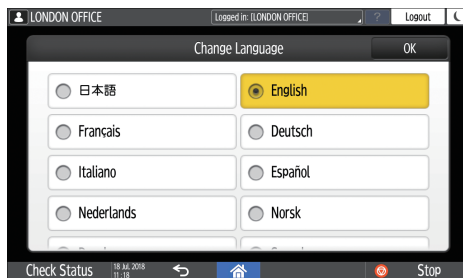 LONDON OFFICE Logged in: [LONDON OFFICE] ? Logout
Change Language OK
日本語 English
Français Deutsch
Italiano Español
Nederlands Norsk
Check Status 18 Jul. 2018 11:18 Stop